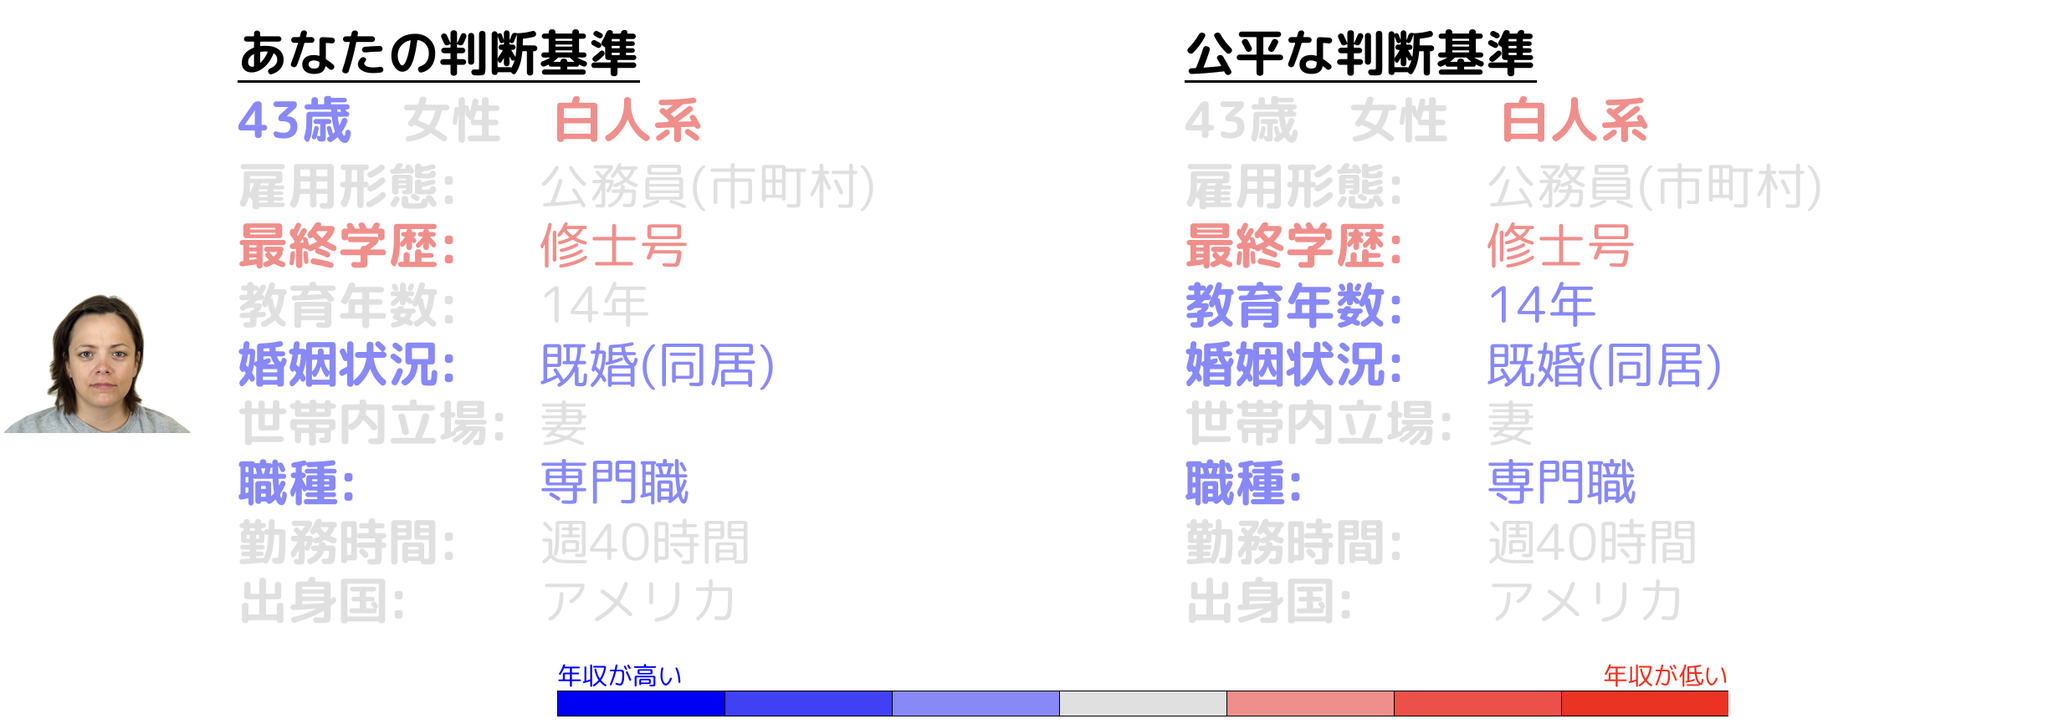 あなたの判断基準
43歳 女性 白人系
雇用形態: 公務員(市町村)
最終学歴: 修士号
教育年数: 14年
婚姻状況: 既婚(同居)
世帯内立場: 妻
職種: 専門職
勤務時間: 週40時間
出身国: アメリカ
公平な判断基準
43歳 女性 白人系
雇用形態: 公務員(市町村)
最終学歴: 修士号
教育年数: 14年
婚姻状況: 既婚(同居)
世帯内立場: 妻
職種: 専門職
勤務時間: 週40時間
出身国: アメリカ
年収が高い
年収が低い